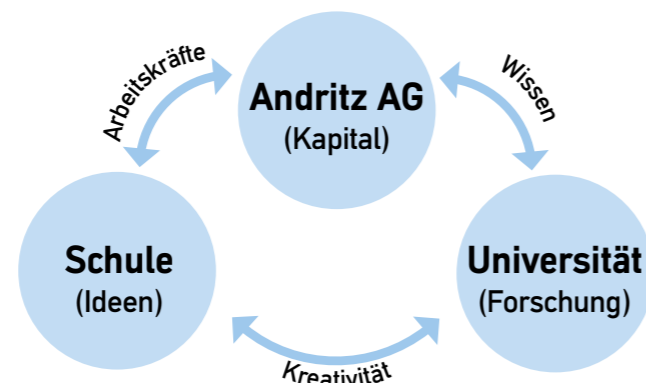 Arbeitskräfte
Andritz AG
(Kapital)
Wissen
Schule
(Ideen)
Universität
(Forschung)
Kreativität